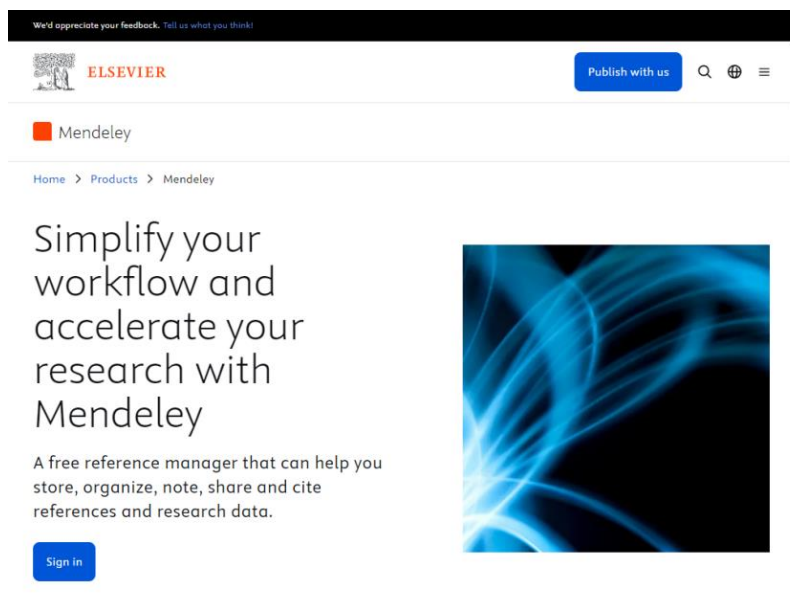 We'd appreciate your feedback. Tell us what you think!
ELSEVIER
Publish with us
Mendeley
Home > Products > Mendeley
Simplify your
workflow and
accelerate your
research with
Mendeley
A free reference manager that can help you
store, organize, note, share and cite
references and research data.
Sign in